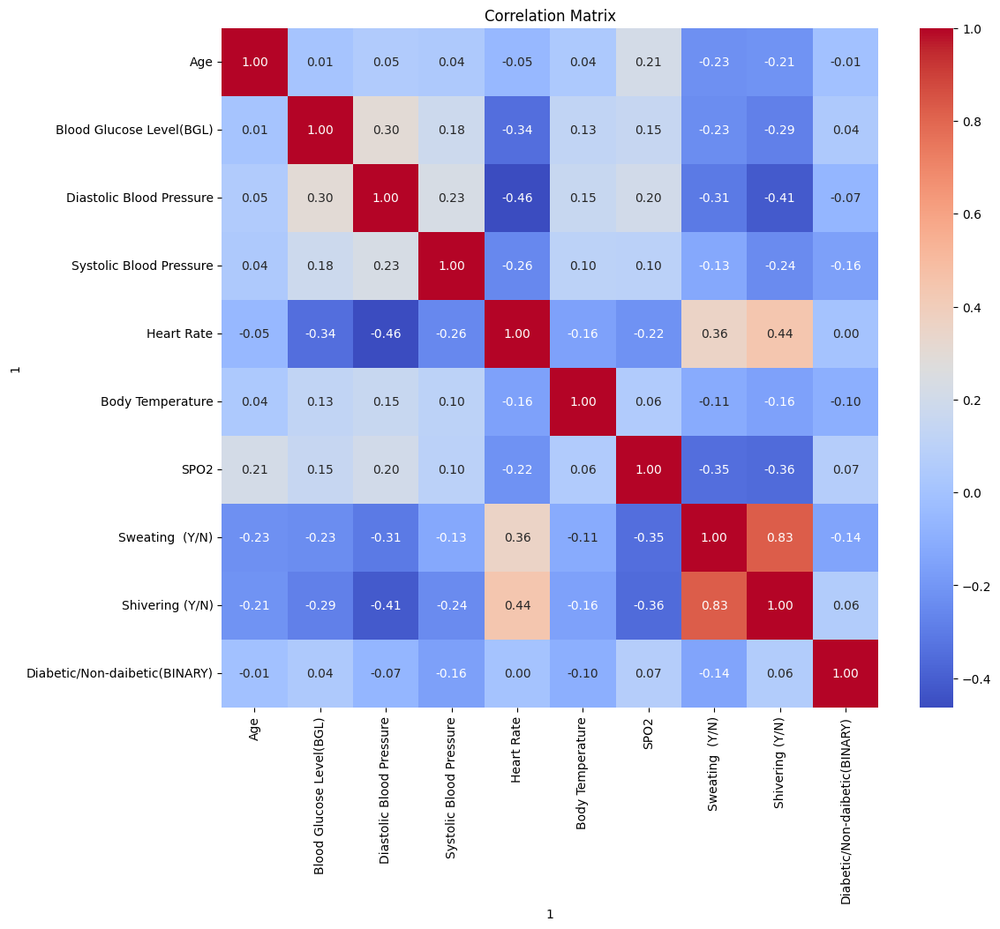 Correlation Matrix
Age 1.00 0.01 0.05 0.04 -0.05 0.04 0.21 -0.23 -0.21 -0.01
Blood Glucose Level(BGL) 0.01 1.00 0.30 0.18 -0.34 0.13 0.15 -0.23 -0.29 0.04
Diastolic Blood Pressure 0.05 0.30 1.00 0.23 -0.46 0.15 0.20 -0.31 -0.41 -0.07
Systolic Blood Pressure 0.04 0.18 0.23 1.00 -0.26 0.10 0.10 -0.13 -0.24 -0.16
Heart Rate -0.05 -0.34 -0.46 -0.26 1.00 -0.16 -0.22 0.36 0.44 0.00
Body Temperature 0.04 0.13 0.15 0.10 -0.16 1.00 0.06 -0.11 -0.16 -0.10
SPO2 0.21 0.15 0.20 0.10 -0.22 0.06 1.00 -0.35 -0.36 0.07
Sweating  (Y/N) -0.23 -0.23 -0.31 -0.13 0.36 -0.11 -0.35 1.00 0.83 -0.14
Shivering (Y/N) -0.21 -0.29 -0.41 -0.24 0.44 -0.16 -0.36 0.83 1.00 0.06
Diabetic/Non-daibetic(BINARY) -0.01 0.04 -0.07 -0.16 0.00 -0.10 0.07 -0.14 0.06 1.00
1
Age
Blood Glucose Level(BGL)
Diastolic Blood Pressure
Systolic Blood Pressure
Heart Rate
Body Temperature
SPO2
Sweating  (Y/N)
Shivering (Y/N)
Diabetic/Non-daibetic(BINARY)
1
1.0
0.8
0.6
0.4
0.2
0.0
−0.2
−0.4